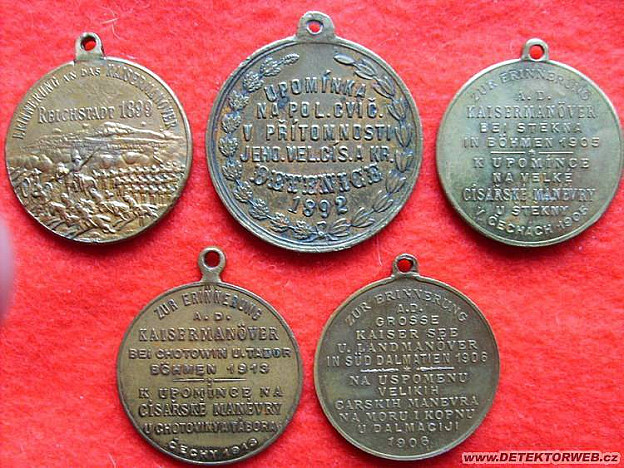 ERINNERUNG AN DAS KAISERMANÖVER
REICHSTADT 1899
UPOMÍNKA
NA POL. CVIČ.
V PŘÍTOMNOSTI
JEHO. VEL. CÍS. A KR.
DETENICE
1892
ZUR ERINNERUNG
A. D.
KAISERMANÖVER
BEI STEKNA
IN BÖHMEN 1905
K UPOMÍNCE
NA VELKÉ
CÍSAŘSKÉ MANÉVRY
U STEKNY
V ČECHÁCH 1905
ZUR ERINNERUNG
A. D.
KAISERMANÖVER
BEI CHOTOWIN U. TABOR
BÖHMEN 1913
K UPOMÍNCE NA
CÍSAŘSKÉ MANÉVRY
U CHOTOVINY A TÁBORA
ČECHY 1913
ZUR ERINNERUNG
A.D.
GROSSE
KAISER SEE
U. LANDMANÖVER
IN SÜD DALMATIEN 1906
NA USPOMENU
VELIKIH
CARSKIH MANEVRA
NA MORU I KOPNU
U DALMACIJI
1906
WWW.DETEKTORWEB.cz